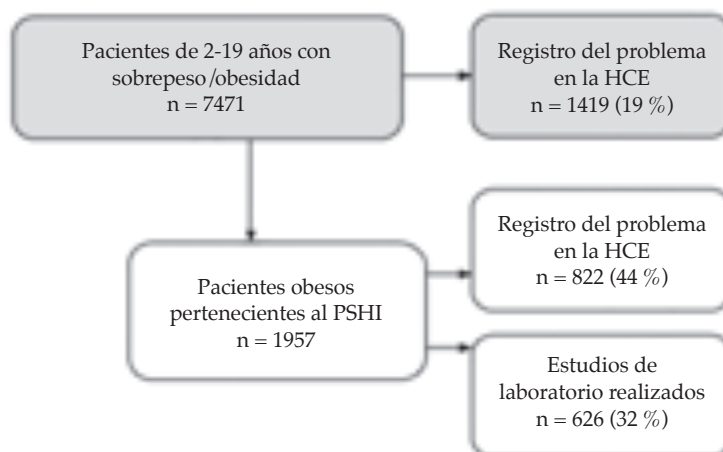 Pacientes de 2-19 años con
sobrepeso/obesidad
n = 7471
Registro del problema
en la HCE
n = 1419 (19 %)
Pacientes obesos
pertenecientes al PSHI
n = 1957
Registro del problema
en la HCE
n = 822 (44 %)
Estudios de
laboratorio realizados
n = 626 (32 %)